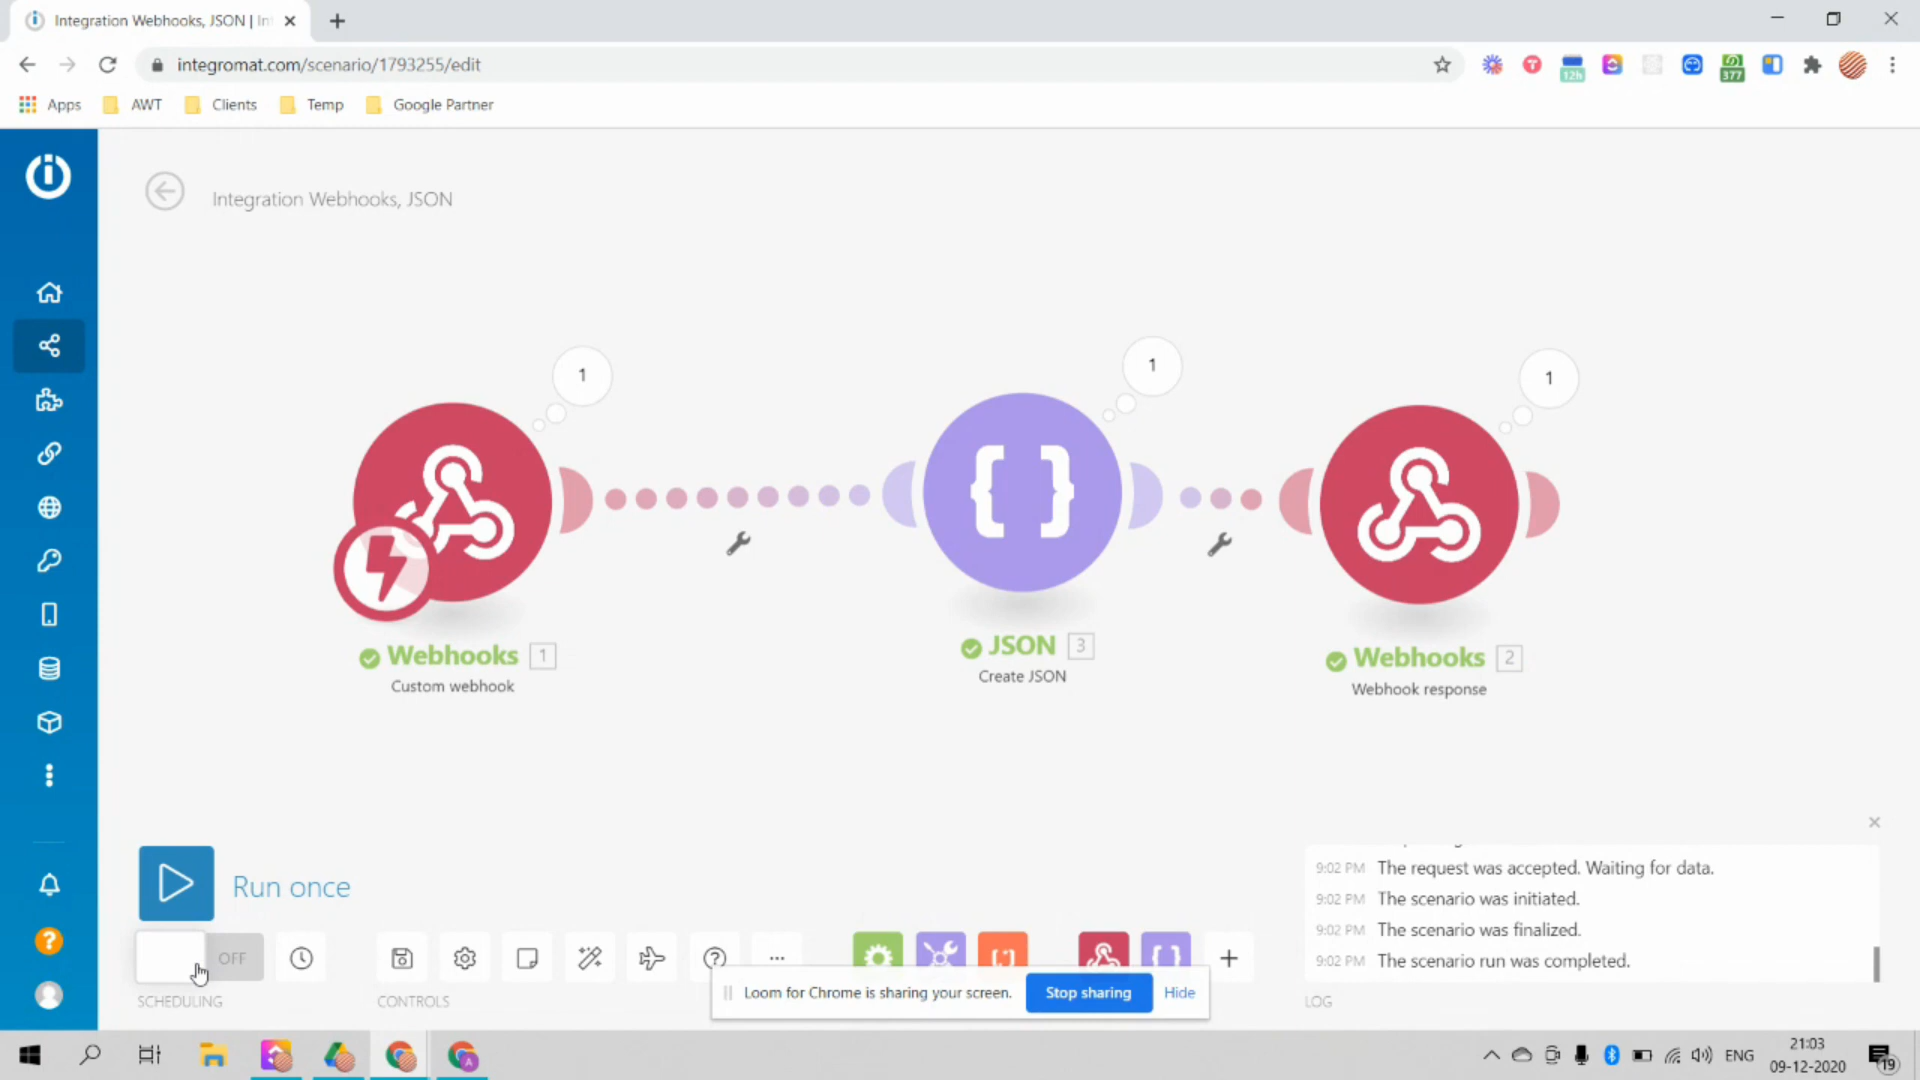 Integration Webhooks, JSON | In
integromat.com/scenario/1793255/edit
12h
377
Apps
AWT
Clients
Temp
Google Partner
Integration Webhooks, JSON
1
1
1
Webhooks 1
Custom webhook
JSON 3
Create JSON
Webhooks 2
Webhook response
Run once
OFF
SCHEDULING
CONTROLS
Loom for Chrome is sharing your screen.
Stop sharing
Hide
9:02 PM The request was accepted. Waiting for data.
9:02 PM The scenario was initiated.
9:02 PM The scenario was finalized.
9:02 PM The scenario run was completed.
LOG
ENG
21:03
09-12-2020
19